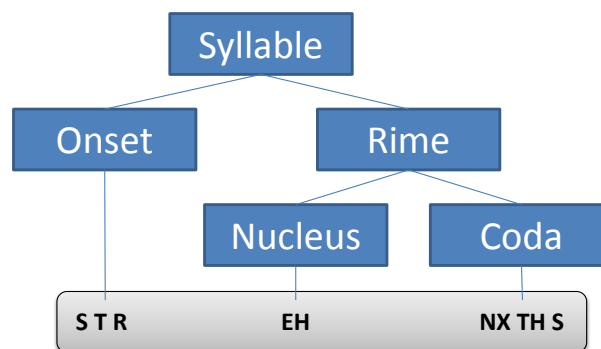 Syllable
Onset Rime
Nucleus Coda
S T R EH NX TH S